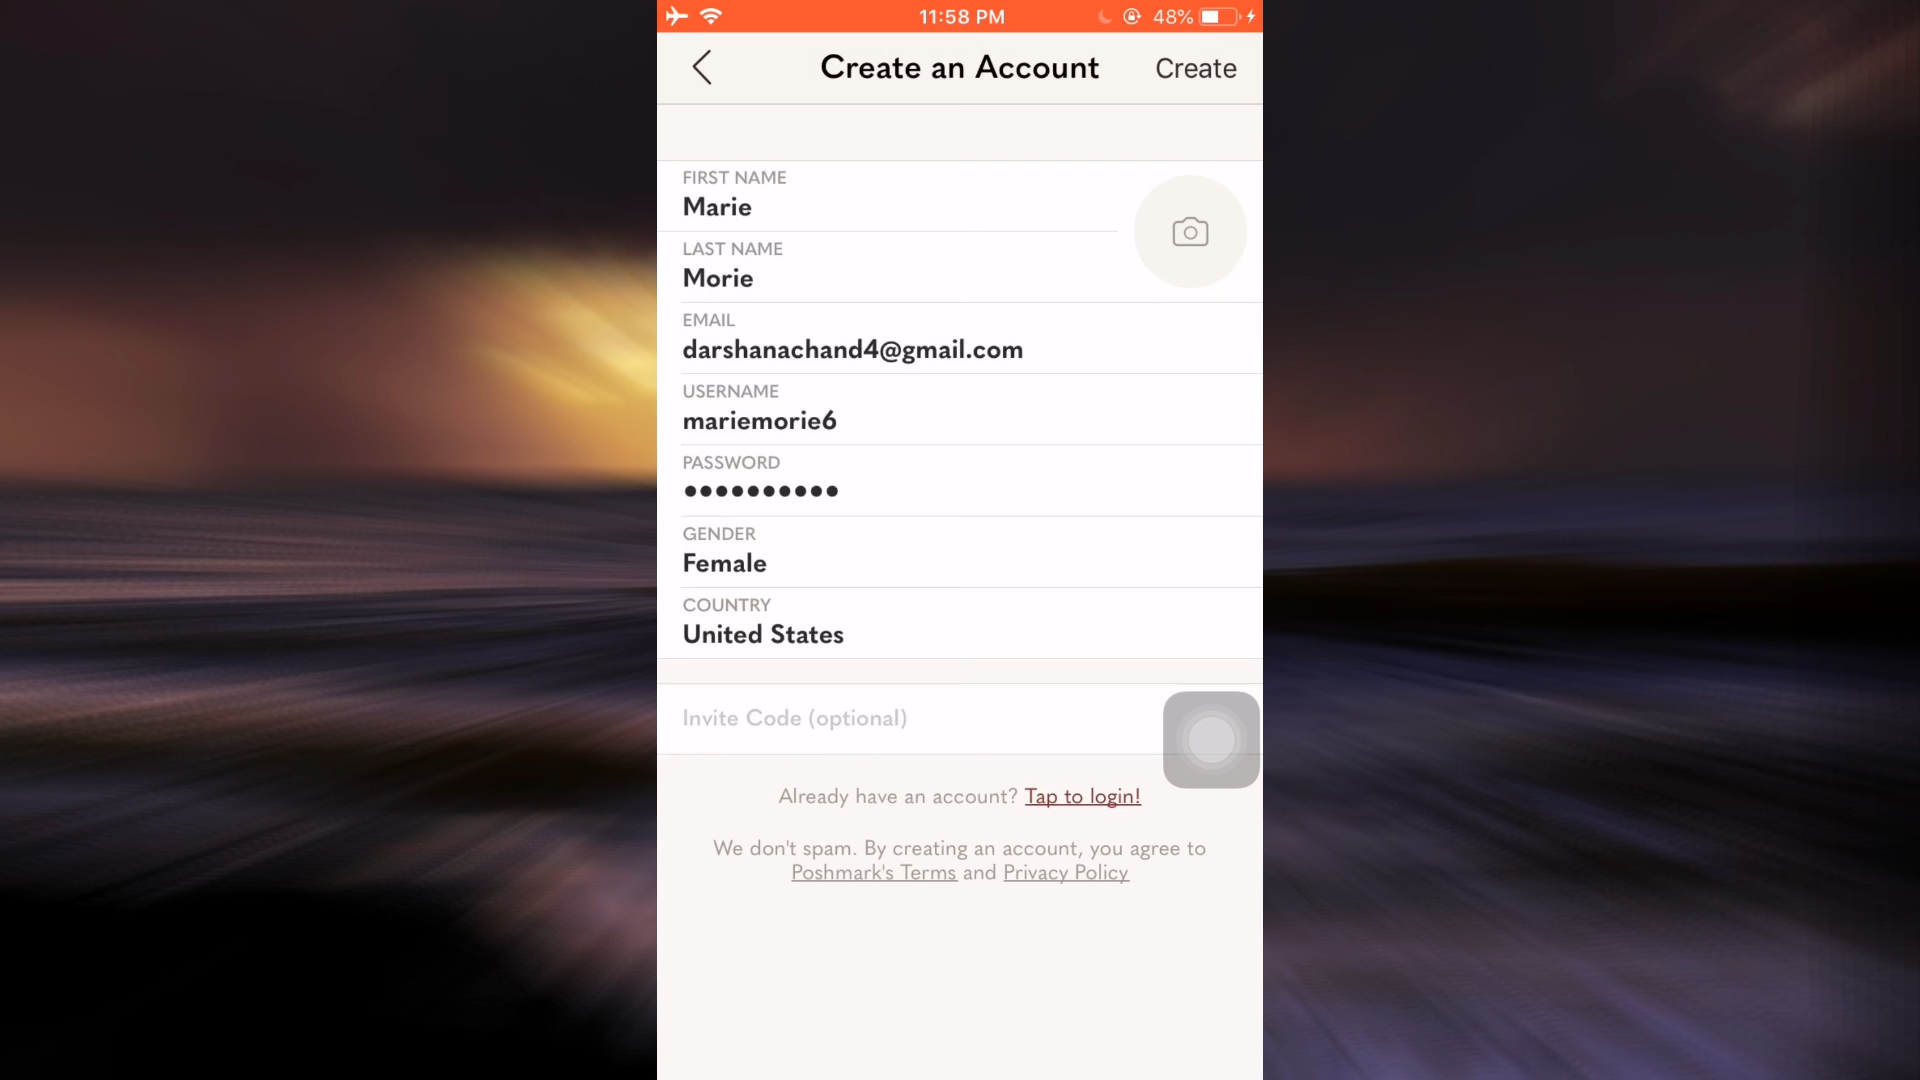 11:58 PM
48%
Create an Account
Create
FIRST NAME
Marie
LAST NAME
Morie
EMAIL
darshanachand4@gmail.com
USERNAME
mariemorie6
PASSWORD
●●●●●●●●●●
GENDER
Female
COUNTRY
United States
Invite Code (optional)
Already have an account? Tap to login!
We don't spam. By creating an account, you agree to
Poshmark's Terms and Privacy Policy